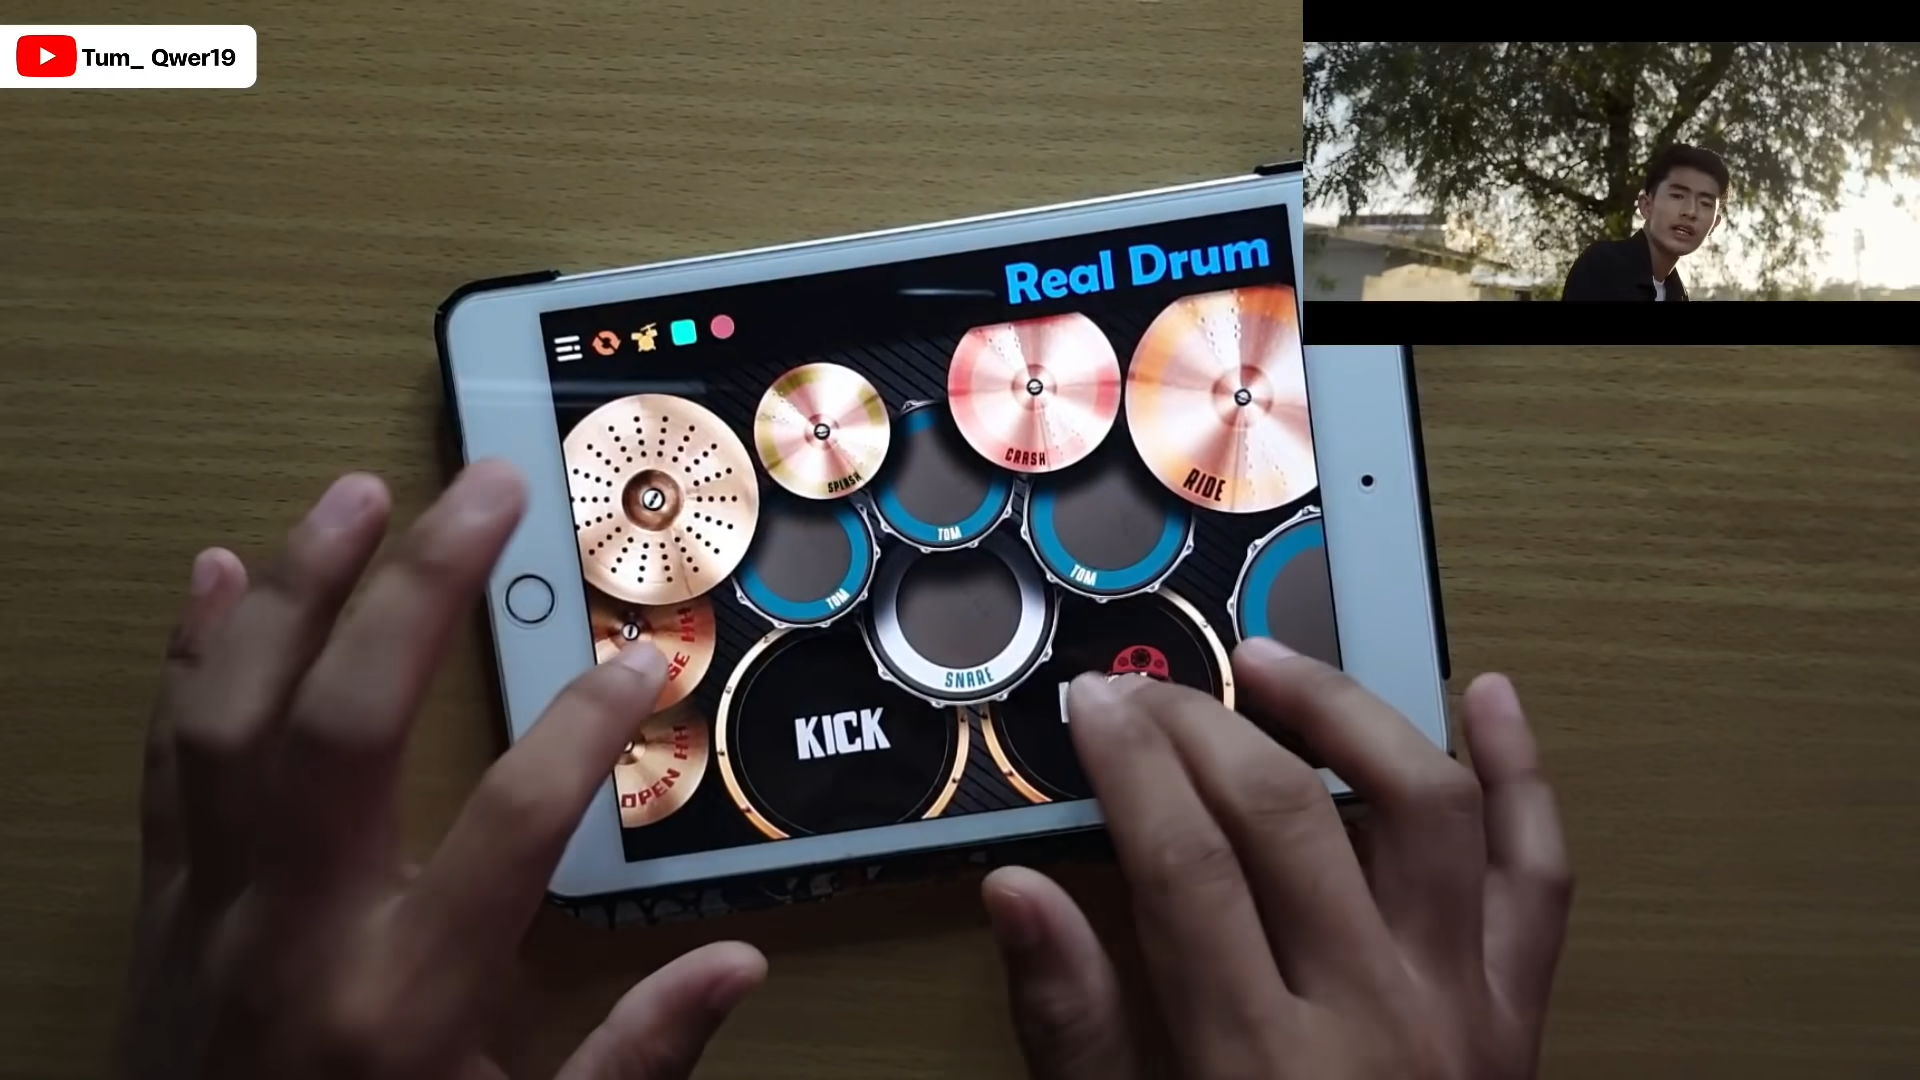 Tum_ Qwer19
Real Drum
SPLASH
CRASH
RIDE
TOM
TOM
TOM
SNARE
KICK
OPEN HH